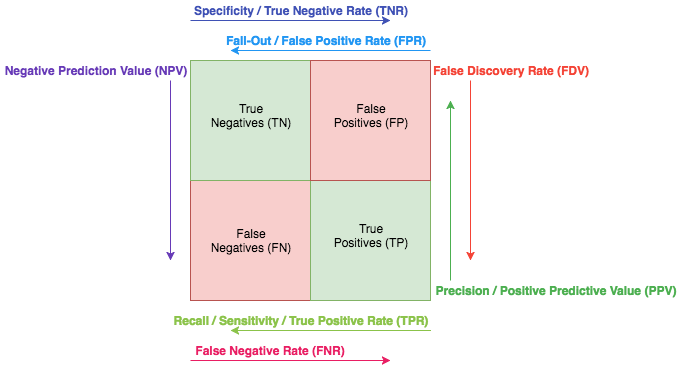 Specificity / True Negative Rate (TNR)
Fall-Out / False Positive Rate (FPR)
Negative Prediction Value (NPV)
False Discovery Rate (FDV)
True
Negatives (TN)
False
Positives (FP)
False
Negatives (FN)
True
Positives (TP)
Precision / Positive Predictive Value (PPV)
Recall / Sensitivity / True Positive Rate (TPR)
False Negative Rate (FNR)